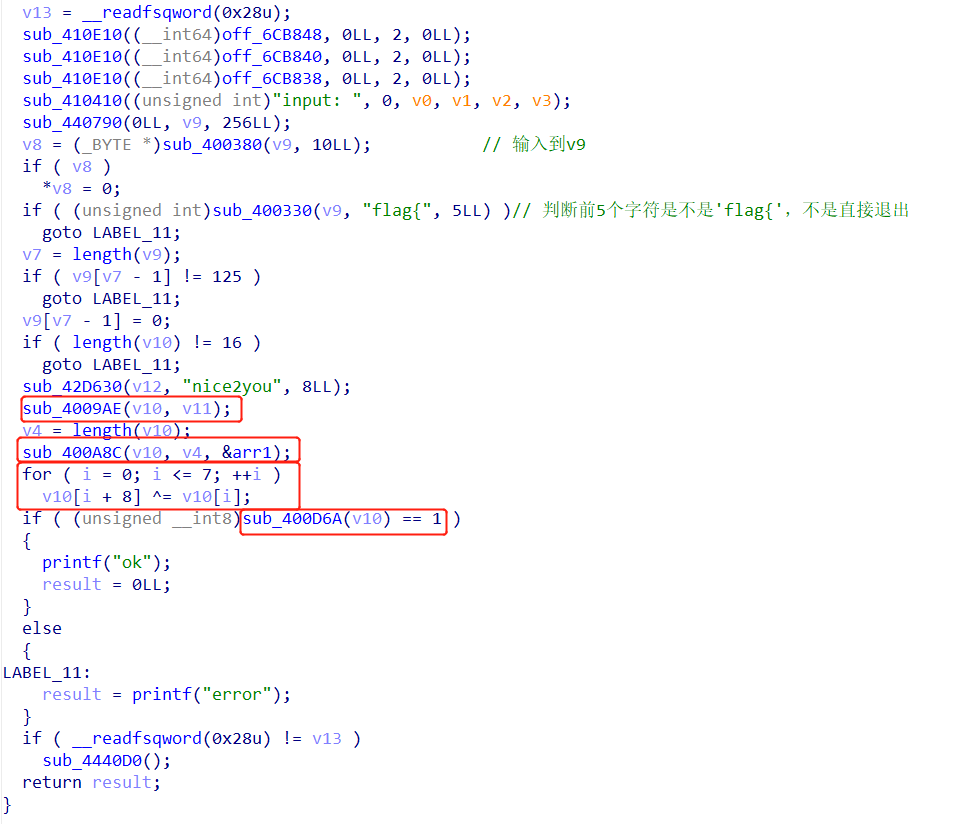 v13 = __readfsqword(0x28u);
sub_410E10((__int64)off_6CB848, 0LL, 2, 0LL);
sub_410E10((__int64)off_6CB840, 0LL, 2, 0LL);
sub_410E10((__int64)off_6CB838, 0LL, 2, 0LL);
sub_410410((unsigned int)"input: ", 0, v0, v1, v2, v3);
sub_440790(0LL, v9, 256LL);
v8 = (_BYTE *)sub_400380(v9, 10LL); // 输入到v9
if ( v8 )
*v8 = 0;
if ( (unsigned int)sub_400330(v9, "flag{", 5LL) )// 判断前5个字符是不是'flag{'，不是直接退出
goto LABEL_11;
v7 = length(v9);
if ( v9[v7 - 1] != 125 )
goto LABEL_11;
v9[v7 - 1] = 0;
if ( length(v10) != 16 )
goto LABEL_11;
sub_42D630(v12, "nice2you", 8LL);
sub_4009AE(v10, v11);
v4 = length(v10);
sub_400A8C(v10, v4, &arr1);
for ( i = 0; i <= 7; ++i )
v10[i + 8] ^= v10[i];
if ( (unsigned __int8)sub_400D6A(v10) == 1 )
{
printf("ok");
result = 0LL;
}
else
{
LABEL_11:
result = printf("error");
}
if ( __readfsqword(0x28u) != v13 )
sub_4440D0();
return result;
}